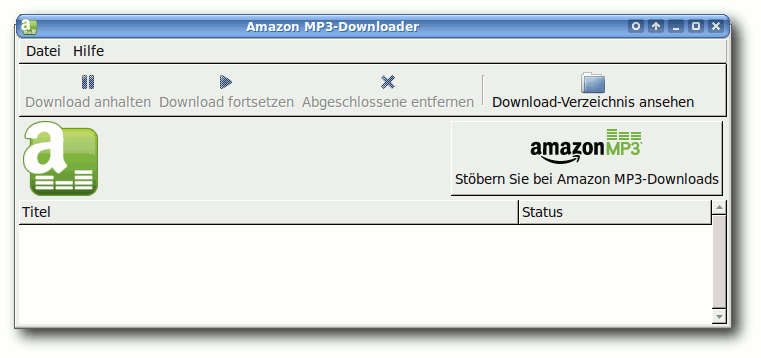 Amazon MP3-Downloader
Datei Hilfe
Download anhalten Download fortsetzen Abgeschlossene entfernen Download-Verzeichnis ansehen
a
amazonMP3
Stöbern Sie bei Amazon MP3-Downloads
Titel Status